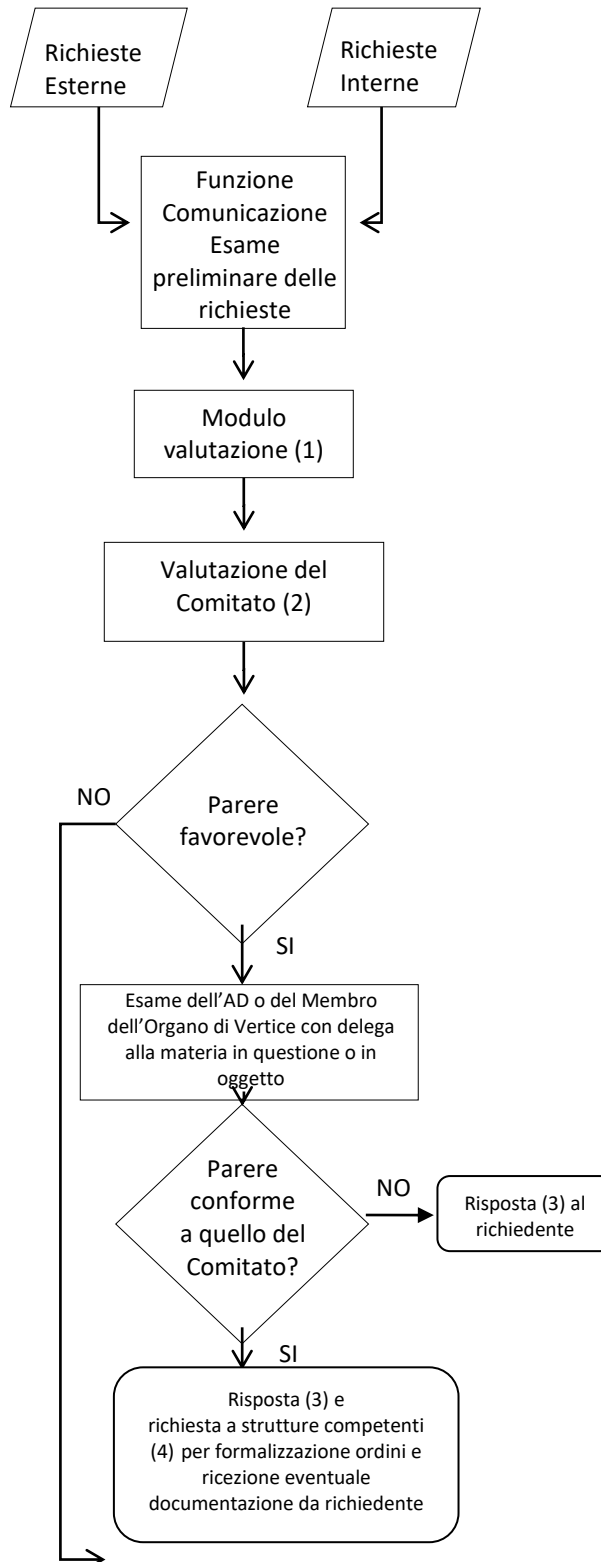 Richieste
Esterne
Richieste
Interne
Funzione
Comunicazione
Esame
preliminare delle
richieste
Modulo
valutazione (1)
Valutazione del
Comitato (2)
NO
Parere
favorevole?
SI
Esame dell'AD o del Membro
dell'Organo di Vertice con delega
alla materia in questione o in
oggetto
Parere
conforme
a quello del
Comitato?
NO
Risposta (3) al
richiedente
SI
Risposta (3) e
richiesta a strutture competenti
(4) per formalizzazione ordini e
ricezione eventuale
documentazione da richiedente